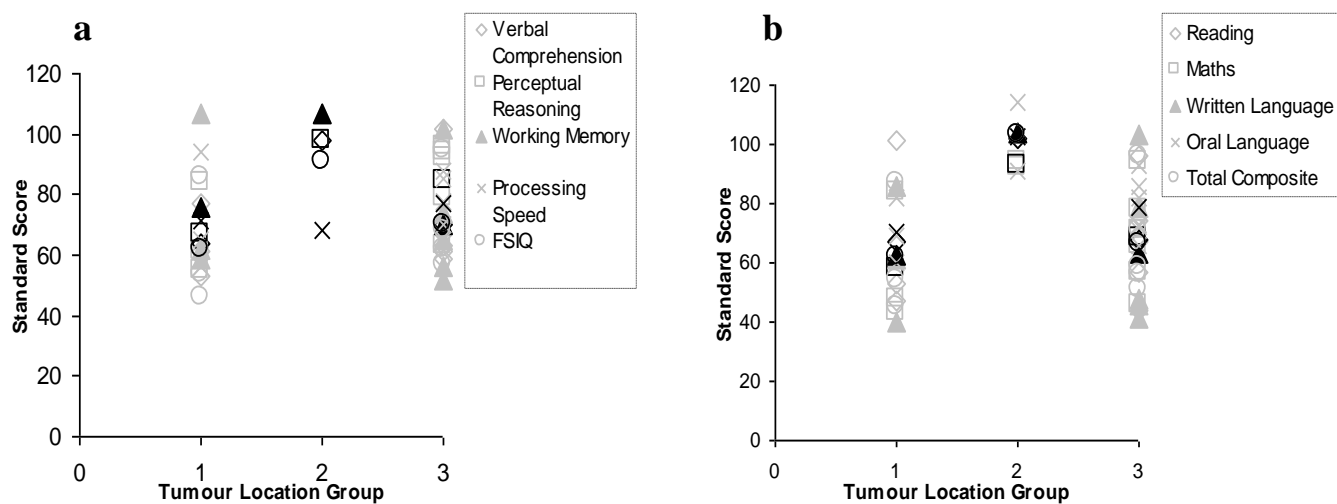 a
Verbal
Comprehension
Perceptual
Reasoning
Working Memory
Processing
Speed
FSIQ
Standard Score
120
100
80
60
40
20
0
0
1
2
3
Tumour Location Group
b
Reading
Maths
Written Language
Oral Language
Total Composite
Standard Score
120
100
80
60
40
20
0
0
1
2
3
Tumour Location Group